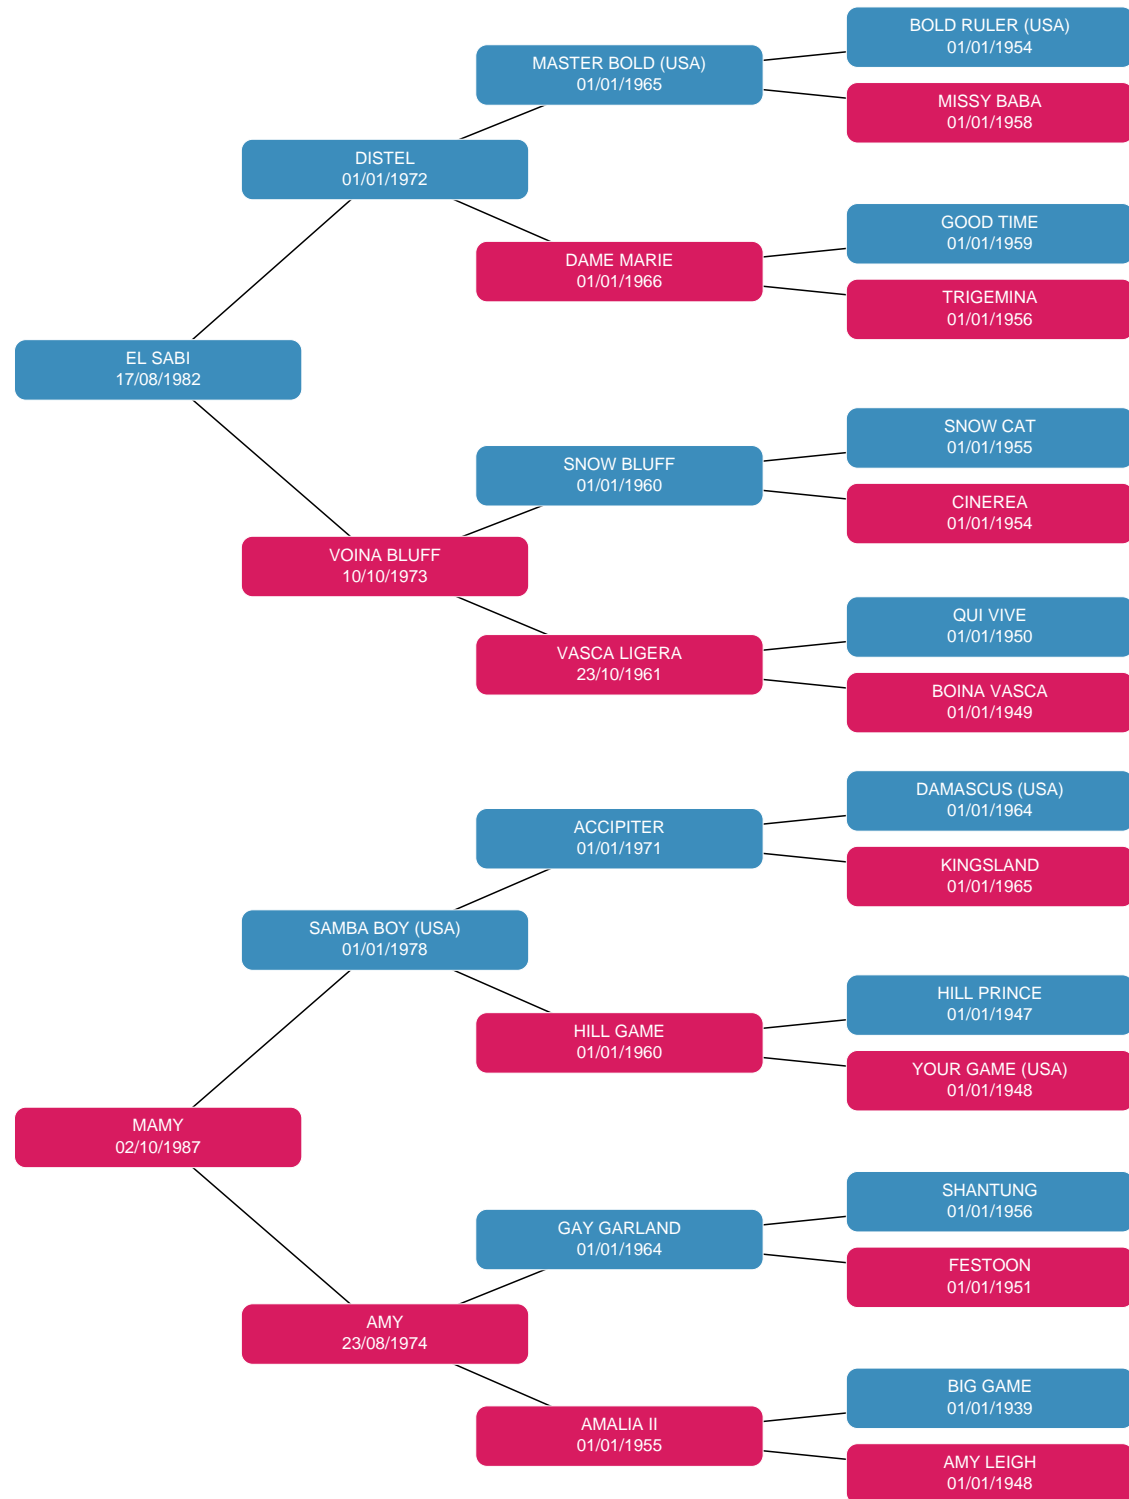 BOLD RULER (USA)
01/01/1954
MASTER BOLD (USA)
01/01/1965
MISSY BABA
01/01/1958
DISTEL
01/01/1972
GOOD TIME
01/01/1959
DAME MARIE
01/01/1966
TRIGEMINA
01/01/1956
EL SABI
17/08/1982
SNOW CAT
01/01/1955
SNOW BLUFF
01/01/1960
CINEREA
01/01/1954
VOINA BLUFF
10/10/1973
QUI VIVE
01/01/1950
VASCA LIGERA
23/10/1961
BOINA VASCA
01/01/1949
DAMASCUS (USA)
01/01/1964
ACCIPITER
01/01/1971
KINGSLAND
01/01/1965
SAMBA BOY (USA)
01/01/1978
HILL PRINCE
01/01/1947
HILL GAME
01/01/1960
YOUR GAME (USA)
01/01/1948
MAMY
02/10/1987
SHANTUNG
01/01/1956
GAY GARLAND
01/01/1964
FESTOON
01/01/1951
AMY
23/08/1974
BIG GAME
01/01/1939
AMALIA II
01/01/1955
AMY LEIGH
01/01/1948